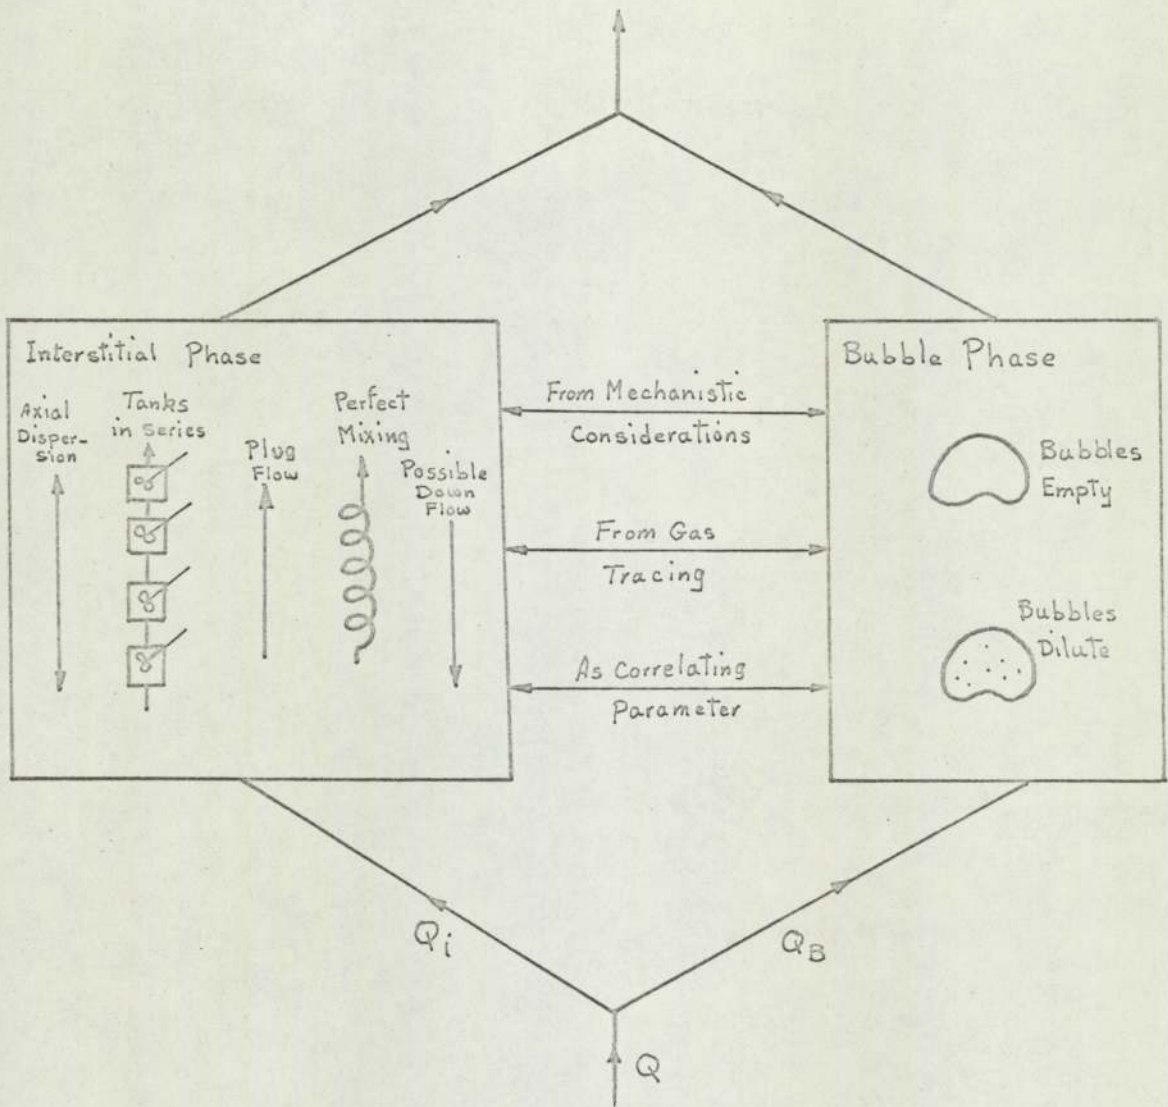 Interstitial Phase
Axial
Disper-
sion
Tanks
in Series
Plug
Flow
Perfect
Mixing
Possible
Down
Flow
From Mechanistic
Considerations
From Gas
Tracing
As Correlating
Parameter
Bubble Phase
Bubbles
Empty
Bubbles
Dilute
Qi
QB
Q